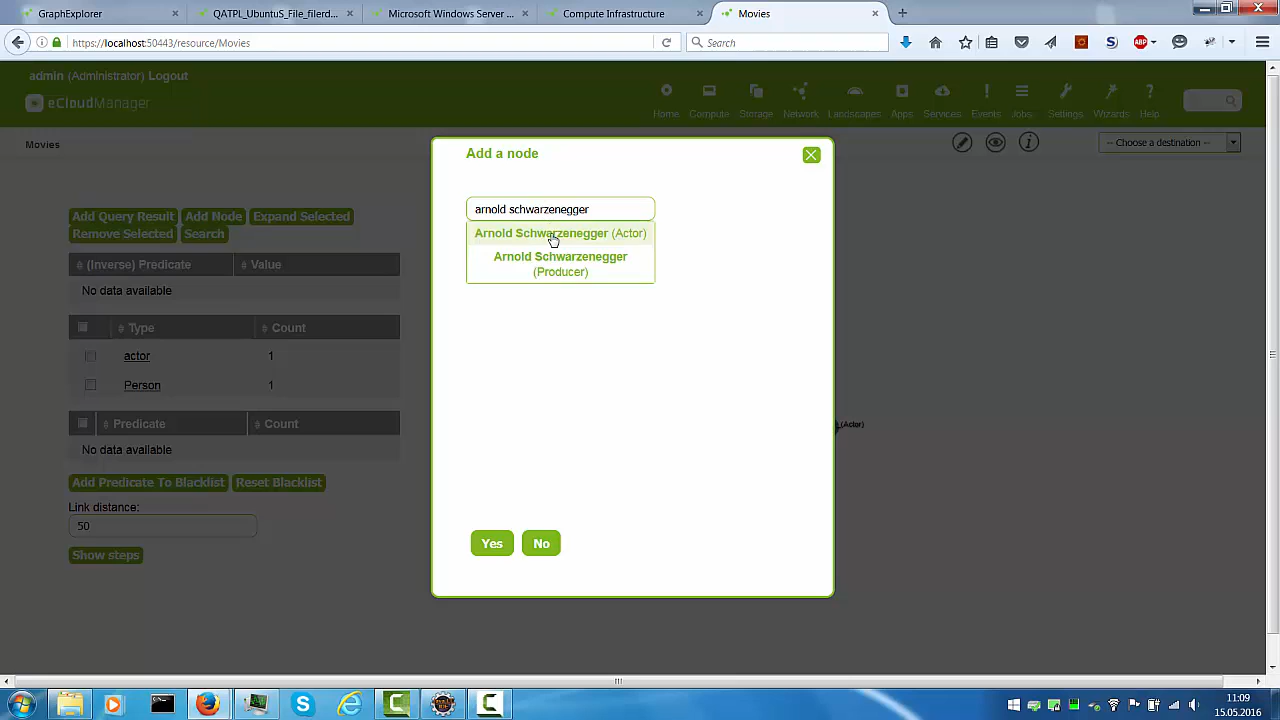 GraphExplorer
QATPL_UbuntuS_File_filerd...
Microsoft Windows Server ...
Compute Infrastructure
Movies
https://localhost:50443/resource/Movies
Search
ABP
admin (Administrator) Logout
eCloudManager
Home
Compute
Storage
Network
Landscapes
Apps
Services
Events
Jobs
Settings
Wizards
Help
Movies
-- Choose a destination --
Add a node
arnold schwarzenegger
Arnold Schwarzenegger (Actor)
Arnold Schwarzenegger
(Producer)
Yes
No
Add Query Result
Add Node
Expand Selected
Remove Selected
Search
(Inverse) Predicate
Value
No data available
Type
Count
actor
1
Person
1
Predicate
Count
No data available
Add Predicate To Blacklist
Reset Blacklist
Link distance:
50
Show steps
(Actor)
11:09
15.05.2016